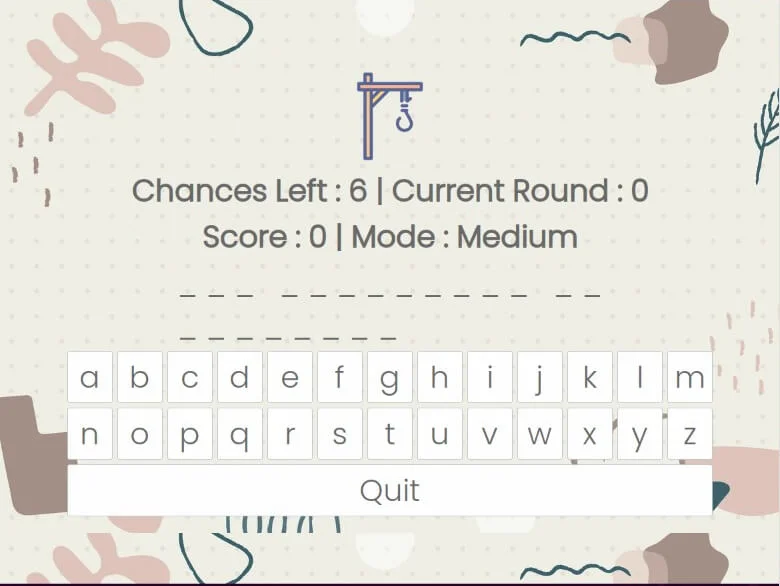 Chances Left : 6 | Current Round : 0
Score : 0 | Mode : Medium
_ _ _  _ _ _ _ _ _ _ _ _  _ _
_ _ _ _ _ _ _ _
a b c d e f g h i j k l m
n o p q r s t u v w x y z
Quit